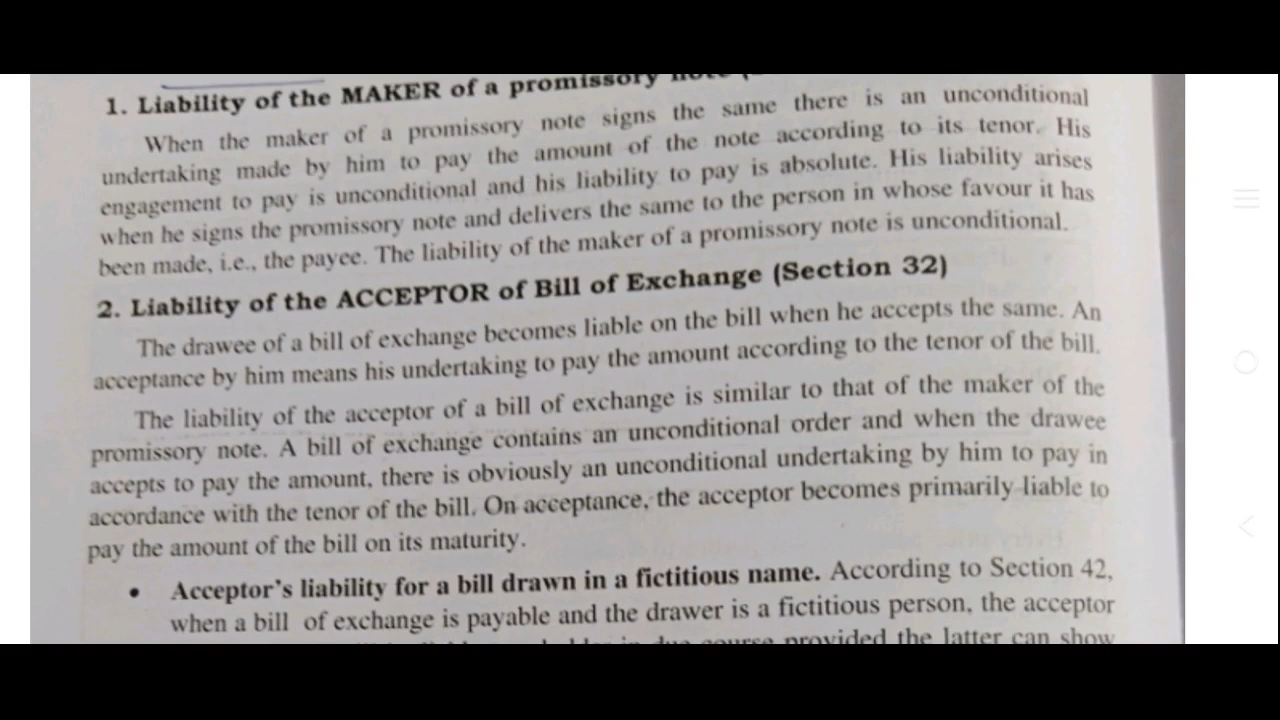 1. Liability of the MAKER of a promissory
When the maker of a promissory note signs the same there is an unconditional
undertaking made by him to pay the amount of the note according to its tenor. His
engagement to pay is unconditional and his liability to pay is absolute. His liability arises
when he signs the promissory note and delivers the same to the person in whose favour it has
been made, i.e., the payee. The liability of the maker of a promissory note is unconditional.
2. Liability of the ACCEPTOR of Bill of Exchange (Section 32)
The drawee of a bill of exchange becomes liable on the bill when he accepts the same. An
acceptance by him means his undertaking to pay the amount according to the tenor of the bill.
The liability of the acceptor of a bill of exchange is similar to that of the maker of the
promissory note. A bill of exchange contains an unconditional order and when the drawee
accepts to pay the amount, there is obviously an unconditional undertaking by him to pay in
accordance with the tenor of the bill. On acceptance, the acceptor becomes primarily liable to
pay the amount of the bill on its maturity.
• Acceptor's liability for a bill drawn in a fictitious name. According to Section 42,
when a bill of exchange is payable and the drawer is a fictitious person, the acceptor
course provided the latter can show